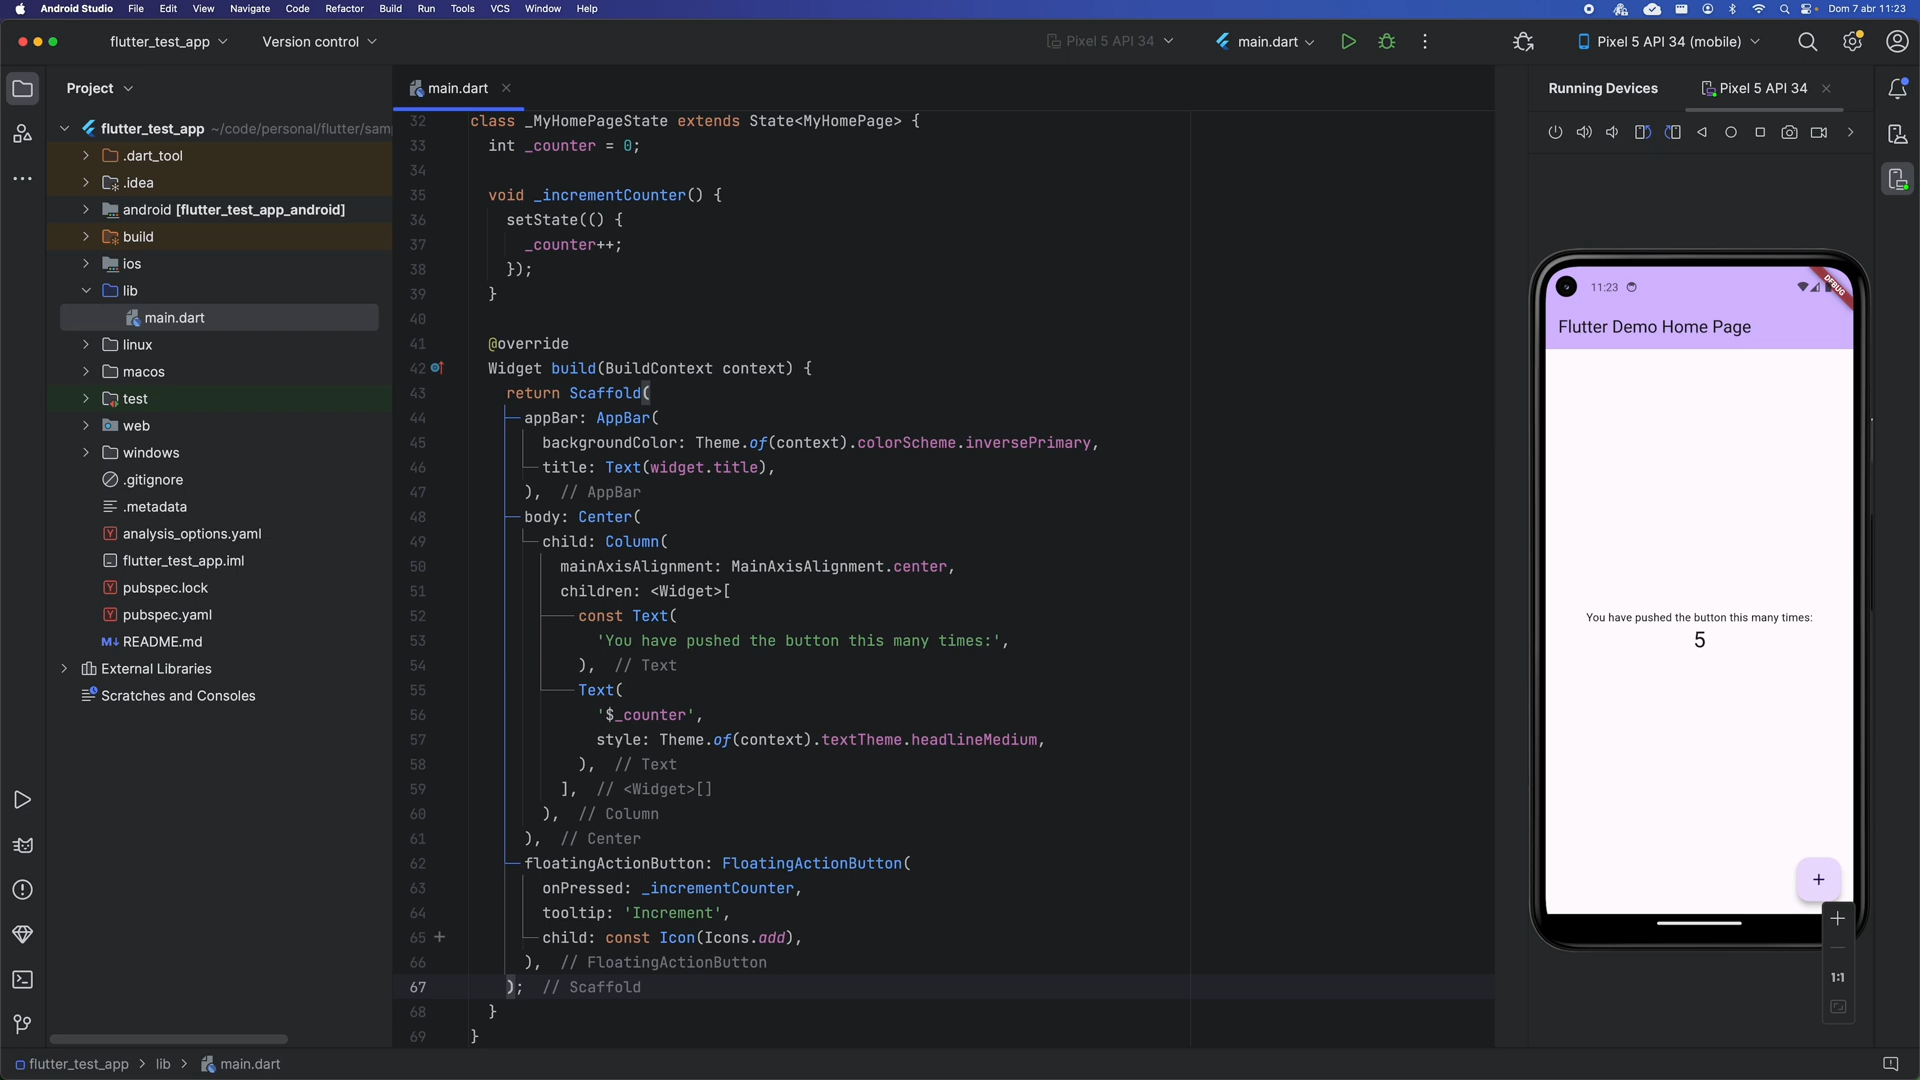 Android Studio File Edit View Navigate Code Refactor Build Run Tools VCS Window Help Dom 7 abr 11:23
flutter_test_app Version control Pixel 5 API 34 main.dart Pixel 5 API 34 (mobile)
Project
flutter_test_app ~/code/personal/flutter/sam
.dart_tool
.idea
android [flutter_test_app_android]
build
ios
lib
main.dart
linux
macos
test
web
windows
.gitignore
.metadata
analysis_options.yaml
flutter_test_app.iml
pubspec.lock
pubspec.yaml
M↓ README.md
External Libraries
Scratches and Consoles
main.dart
32 class _MyHomePageState extends State<MyHomePage> {
33 int _counter = 0;
34
35 void _incrementCounter() {
36 setState(() {
37 _counter++;
38 });
39 }
40
41 @override
42 Widget build(BuildContext context) {
43 return Scaffold(
44 appBar: AppBar(
45 backgroundColor: Theme.of(context).colorScheme.inversePrimary,
46 title: Text(widget.title),
47 ), // AppBar
48 body: Center(
49 child: Column(
50 mainAxisAlignment: MainAxisAlignment.center,
51 children: <Widget>[
52 const Text(
53 'You have pushed the button this many times:',
54 ), // Text
55 Text(
56 '$_counter',
57 style: Theme.of(context).textTheme.headlineMedium,
58 ), // Text
59 ], // <Widget>[]
60 ), // Column
61 ), // Center
62 floatingActionButton: FloatingActionButton(
63 onPressed: _incrementCounter,
64 tooltip: 'Increment',
65 child: const Icon(Icons.add),
66 ), // FloatingActionButton
67 ); // Scaffold
68 }
69 }
Running Devices Pixel 5 API 34
11:23
DEBUG
Flutter Demo Home Page
You have pushed the button this many times:
5
+
1:1
flutter_test_app > lib > main.dart